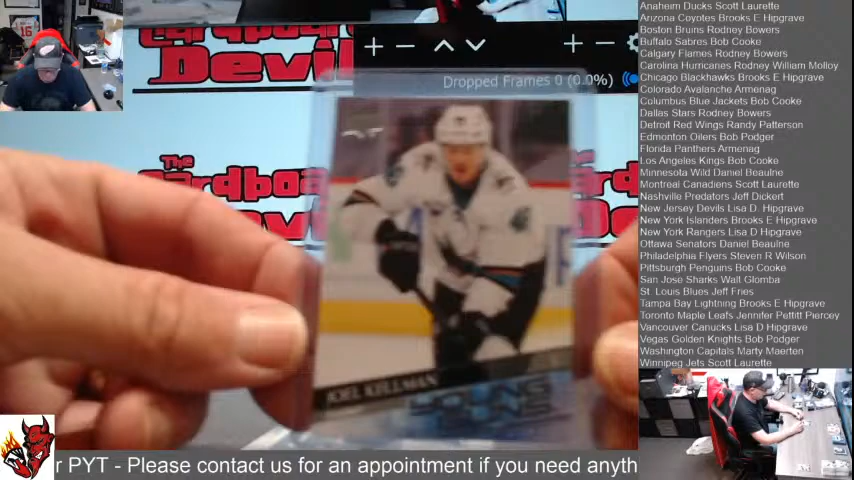 Anaheim Ducks Scott Laurette
Arizona Coyotes Brooks E Hipgrave
Boston Bruins Rodney Bowers
Buffalo Sabres Bob Cooke
Calgary Flames Rodney Bowers
Carolina Hurricanes Rodney William Molloy
Chicago Blackhawks Brooks E Hipgrave
Colorado Avalanche Armenag
Columbus Blue Jackets Bob Cooke
Dallas Stars Rodney Bowers
Detroit Red Wings Randy Patterson
Edmonton Oilers Bob Podger
Florida Panthers Armenag
Los Angeles Kings Bob Cooke
Minnesota Wild Daniel Beaulne
Montreal Canadiens Scott Laurette
Nashville Predators Jeff Dickert
New Jersey Devils Lisa D. Hipgrave
New York Islanders Brooks E Hipgrave
New York Rangers Lisa D Hipgrave
Ottawa Senators Daniel Beaulne
Philadelphia Flyers Steven R Wilson
Pittsburgh Penguins Bob Cooke
San Jose Sharks Walt Glomba
St. Louis Blues Jeff Fries
Tampa Bay Lightning Brooks E Hipgrave
Toronto Maple Leafs Jennifer Pettitt Piercey
Vancouver Canucks Lisa D Hipgrave
Vegas Golden Knights Bob Podger
Washington Capitals Marty Maerten
Winnipeg Jets Scott Laurette
Cardboard
Devil
Dropped Frames 0 (0.0%)
The
Cardboa
JOEL KELLMAN
YOUNG
GUNS
r PYT - Please contact us for an appointment if you need anyth